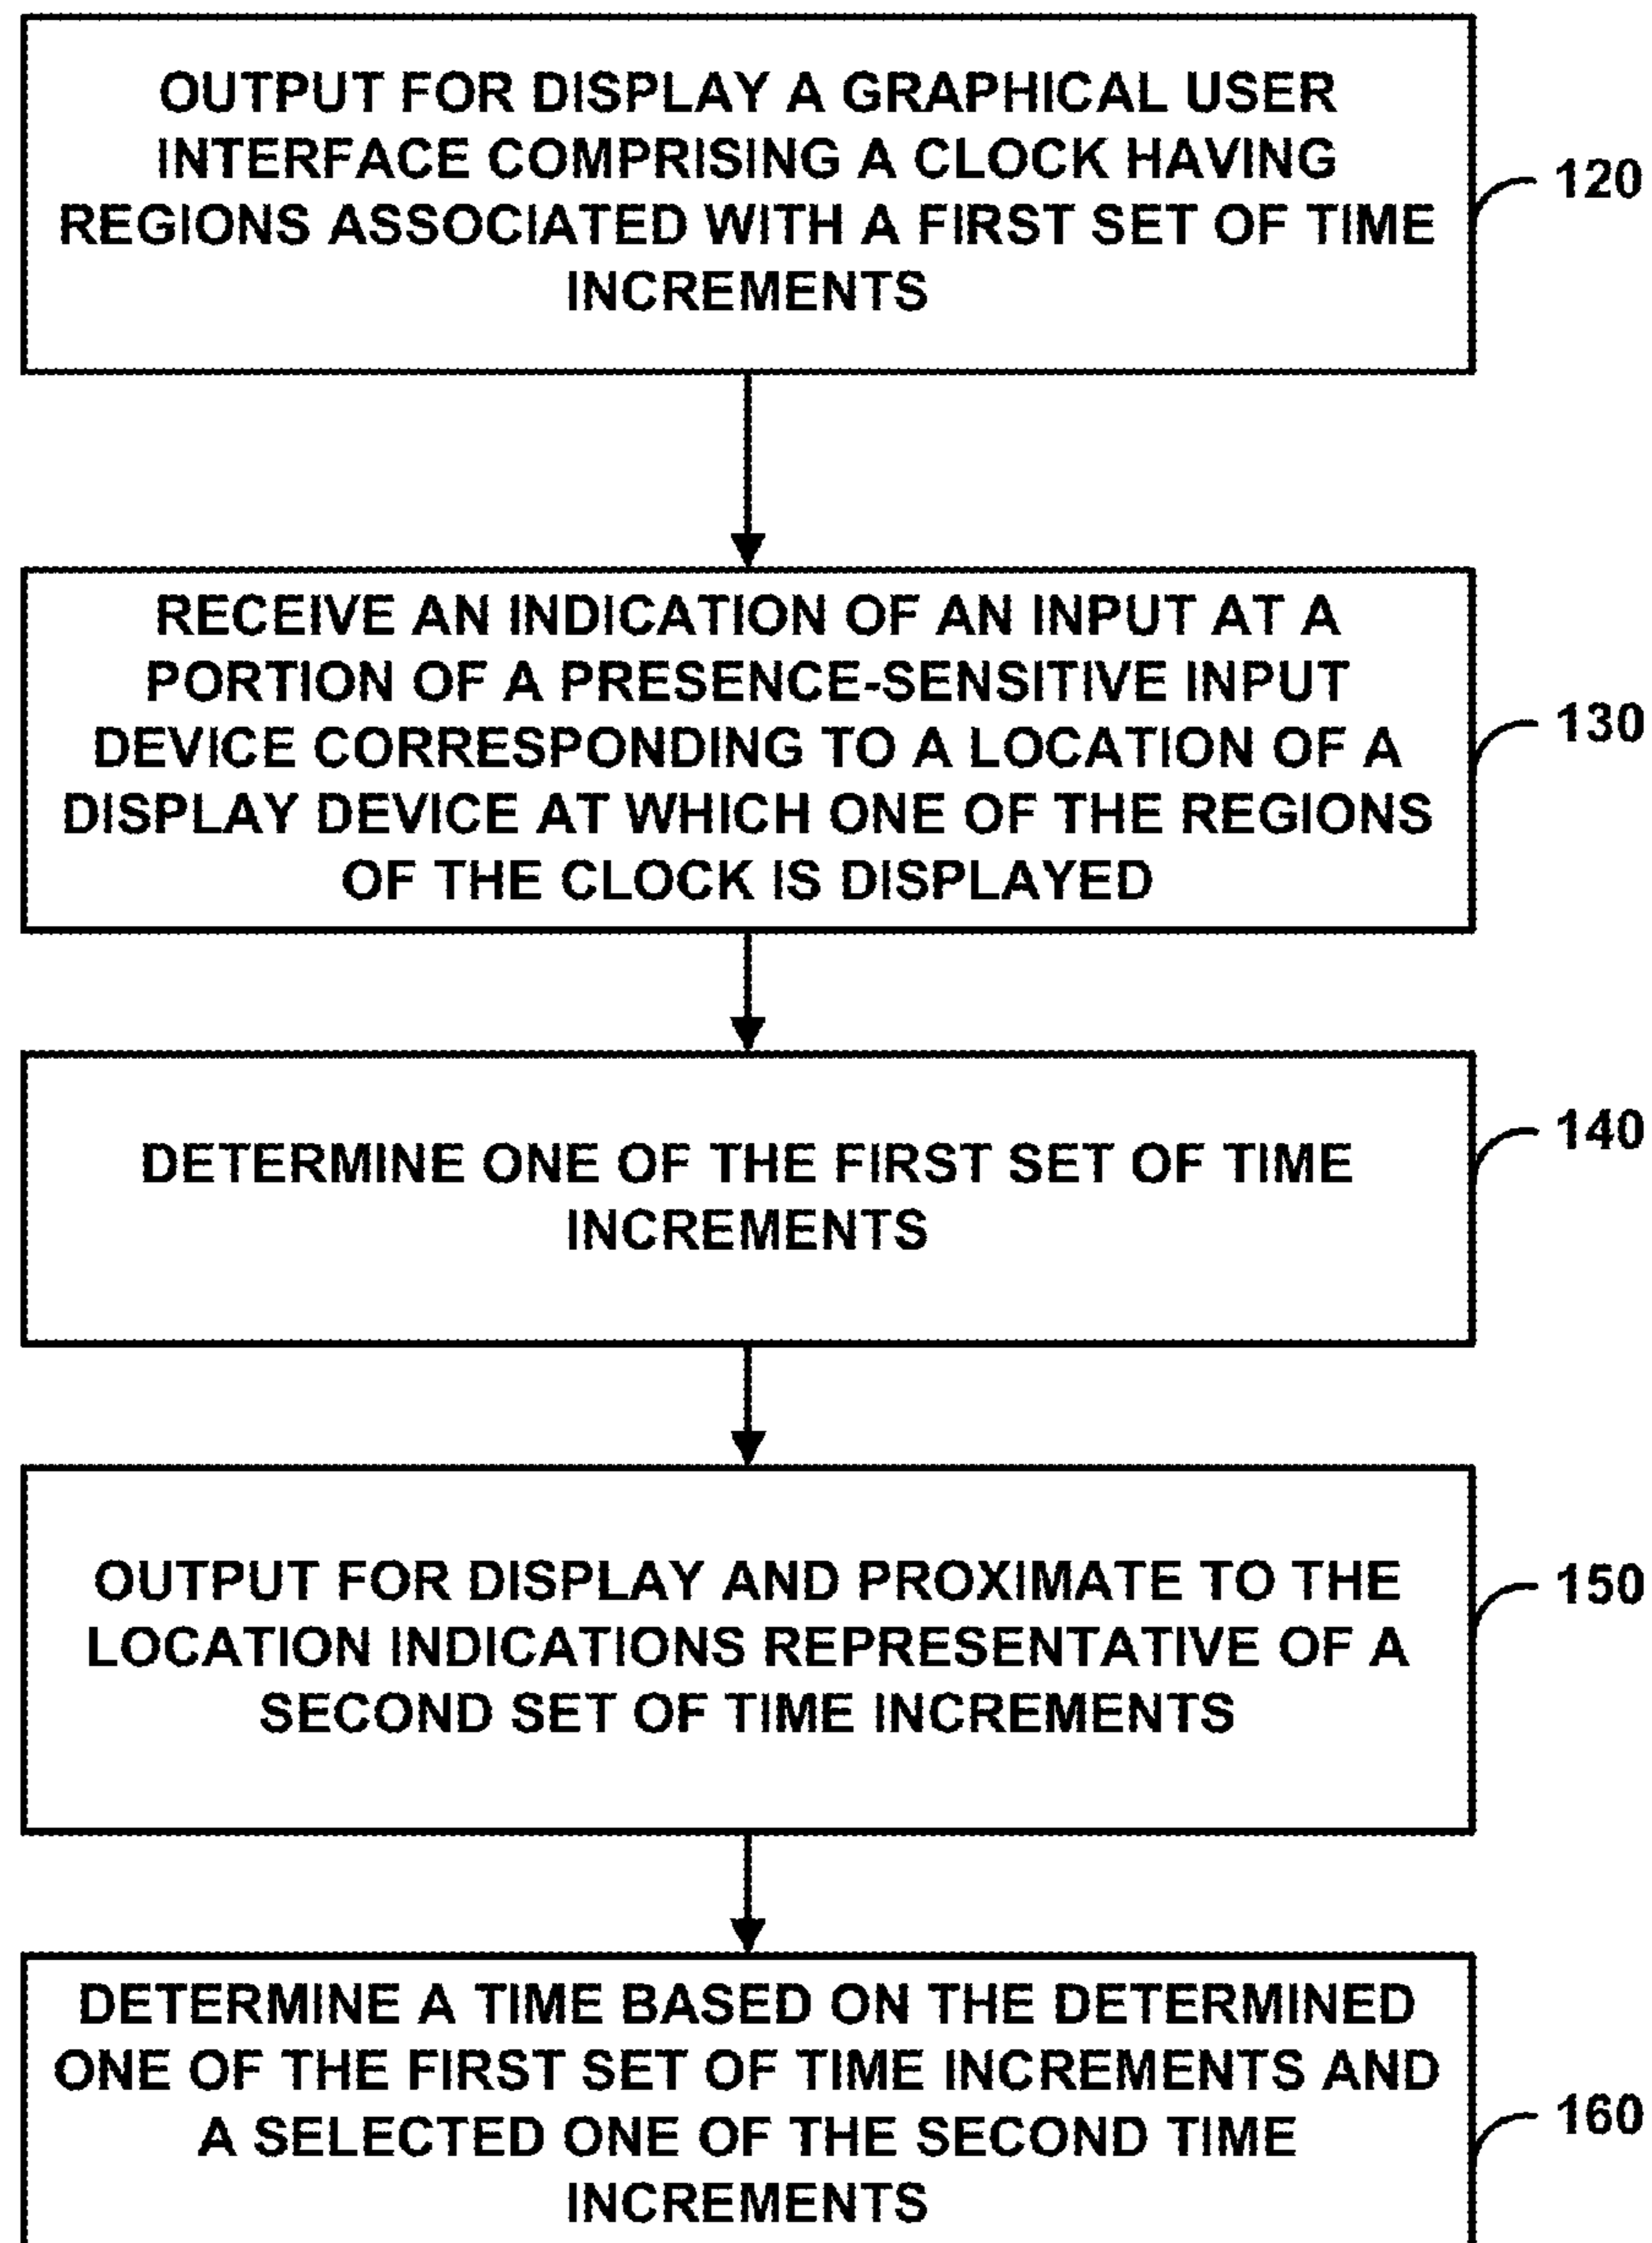 OUTPUT FOR DISPLAY A GRAPHICAL USER
INTERFACE COMPRISING A CLOCK HAVING
REGIONS ASSOCIATED WITH A FIRST SET OF TIME
INCREMENTS
120
RECEIVE AN INDICATION OF AN INPUT AT A
PORTION OF A PRESENCE-SENSITIVE INPUT
DEVICE CORRESPONDING TO A LOCATION OF A
DISPLAY DEVICE AT WHICH ONE OF THE REGIONS
OF THE CLOCK IS DISPLAYED
130
DETERMINE ONE OF THE FIRST SET OF TIME
INCREMENTS
140
OUTPUT FOR DISPLAY AND PROXIMATE TO THE
LOCATION INDICATIONS REPRESENTATIVE OF A
SECOND SET OF TIME INCREMENTS
150
DETERMINE A TIME BASED ON THE DETERMINED
ONE OF THE FIRST SET OF TIME INCREMENTS AND
A SELECTED ONE OF THE SECOND TIME
INCREMENTS
160